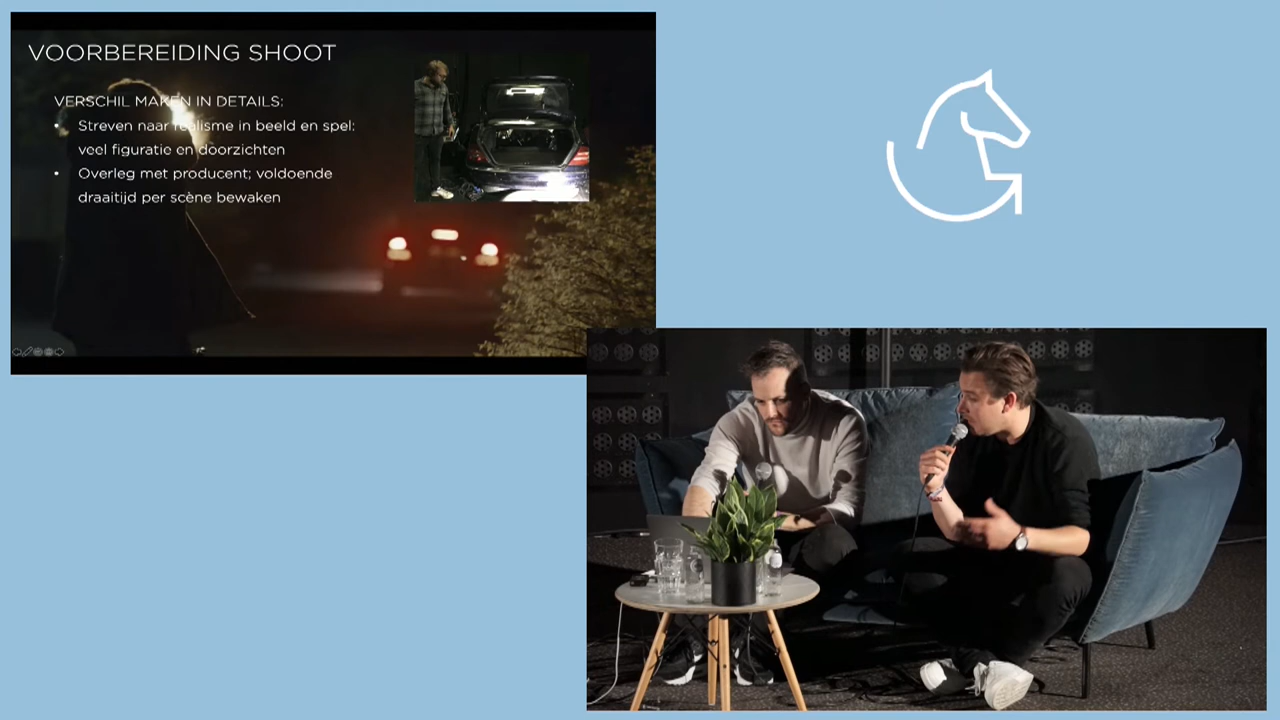 VOORBEREIDING SHOOT
VERSCHIL MAKEN IN DETAILS:
• Streven naar realisme in beeld en spel:
veel figuratie en doorzichten
• Overleg met producent; voldoende
draaitijd per scène bewaken